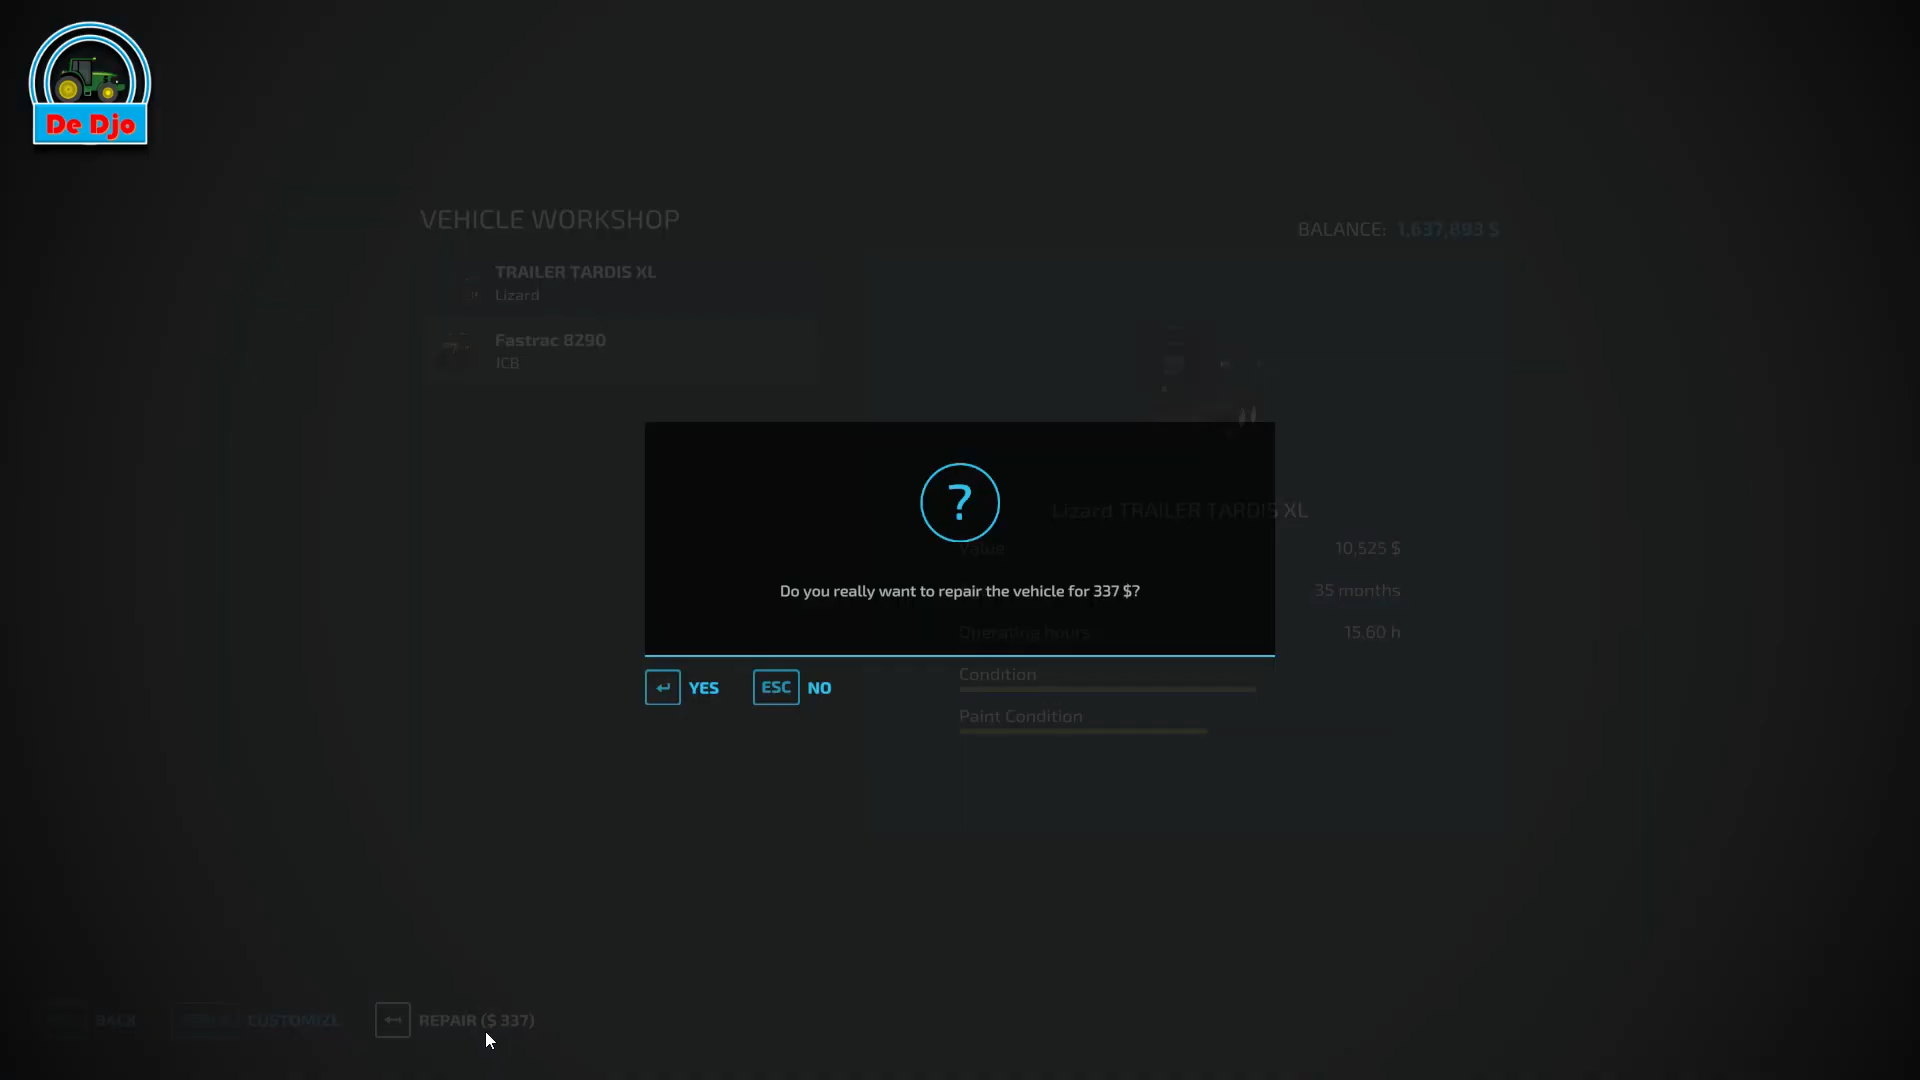 De Djo
VEHICLE WORKSHOP
BALANCE: 1,637,893 $
TRAILER TARDIS XL
Lizard
Fastrac 8290
JCB
Lizard TRAILER TARDIS XL
Value 10,525 $
35 months
Operating hours 15.60 h
Condition
Paint Condition
?
Do you really want to repair the vehicle for 337 $?
YES ESC NO
BACK CUSTOMIZE REPAIR ($ 337)